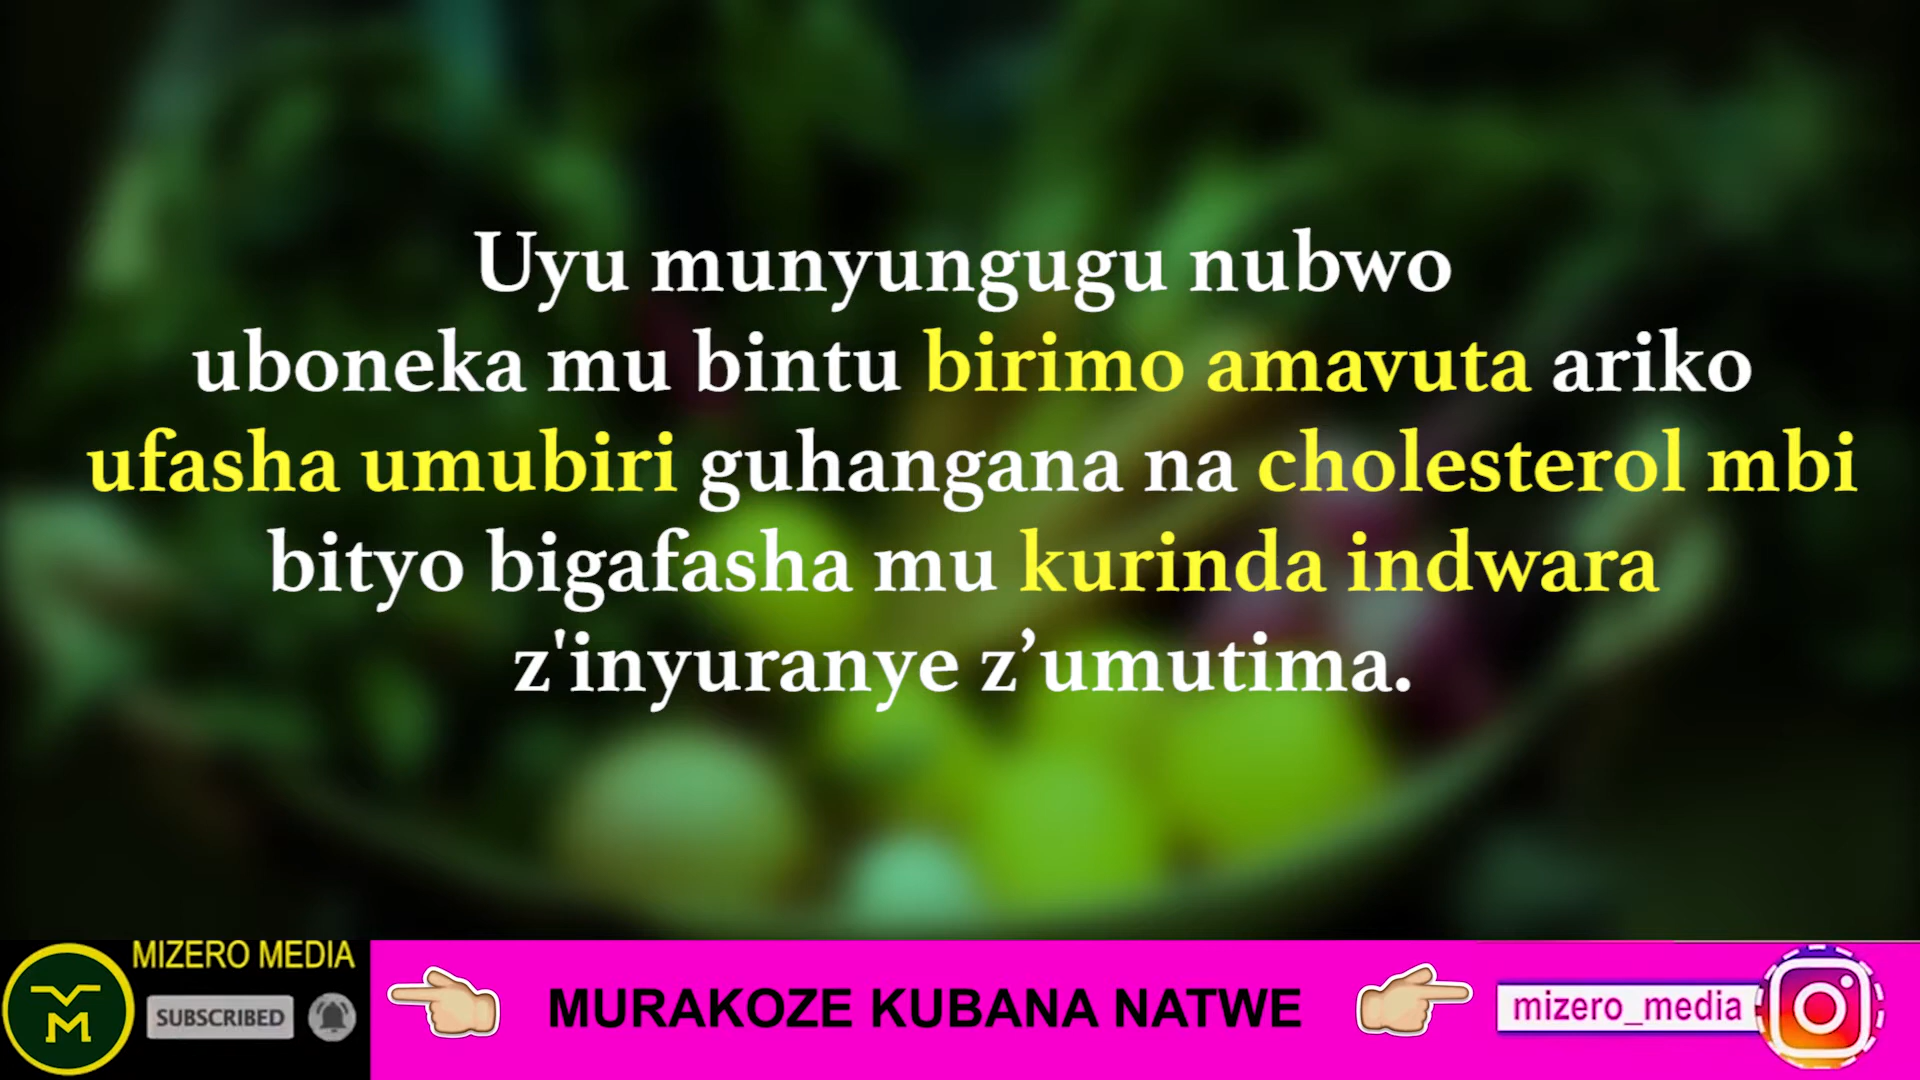 Uyu munyungugu nubwo
uboneka mu bintu birimo amavuta ariko
ufasha umubiri guhangana na cholesterol mbi
bityo bigafasha mu kurinda indwara
z'inyuranye z’umutima.
MIZERO MEDIA
SUBSCRIBED
MURAKOZE KUBANA NATWE
mizero_media